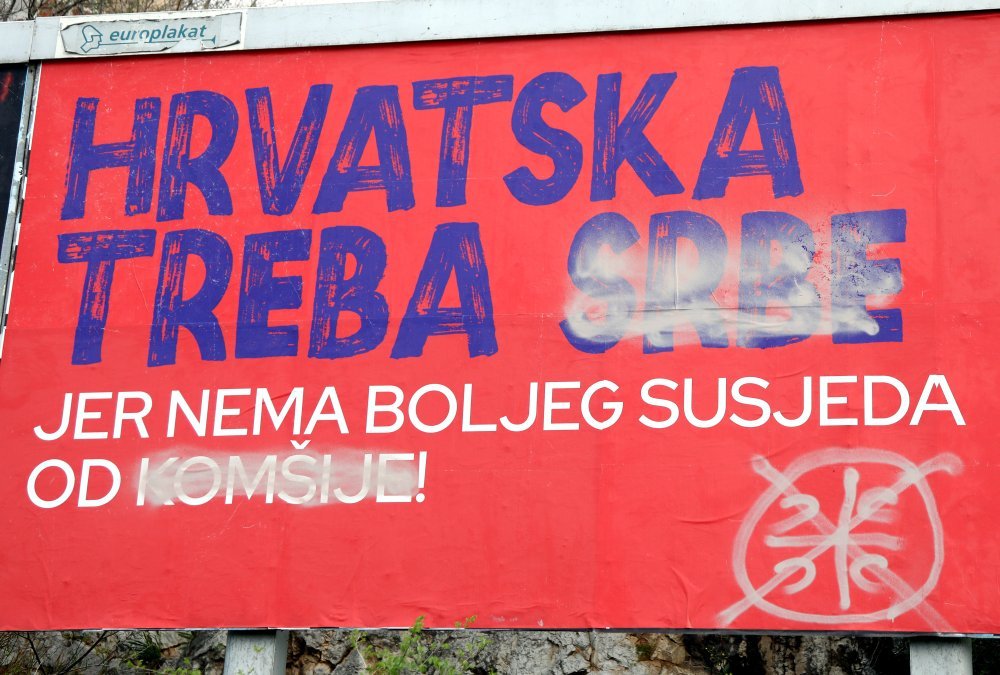 europlakat
HRVATSKA
TREBA SRBE
JER NEMA BOLJEG SUSJEDA
OD KOMŠIJE!